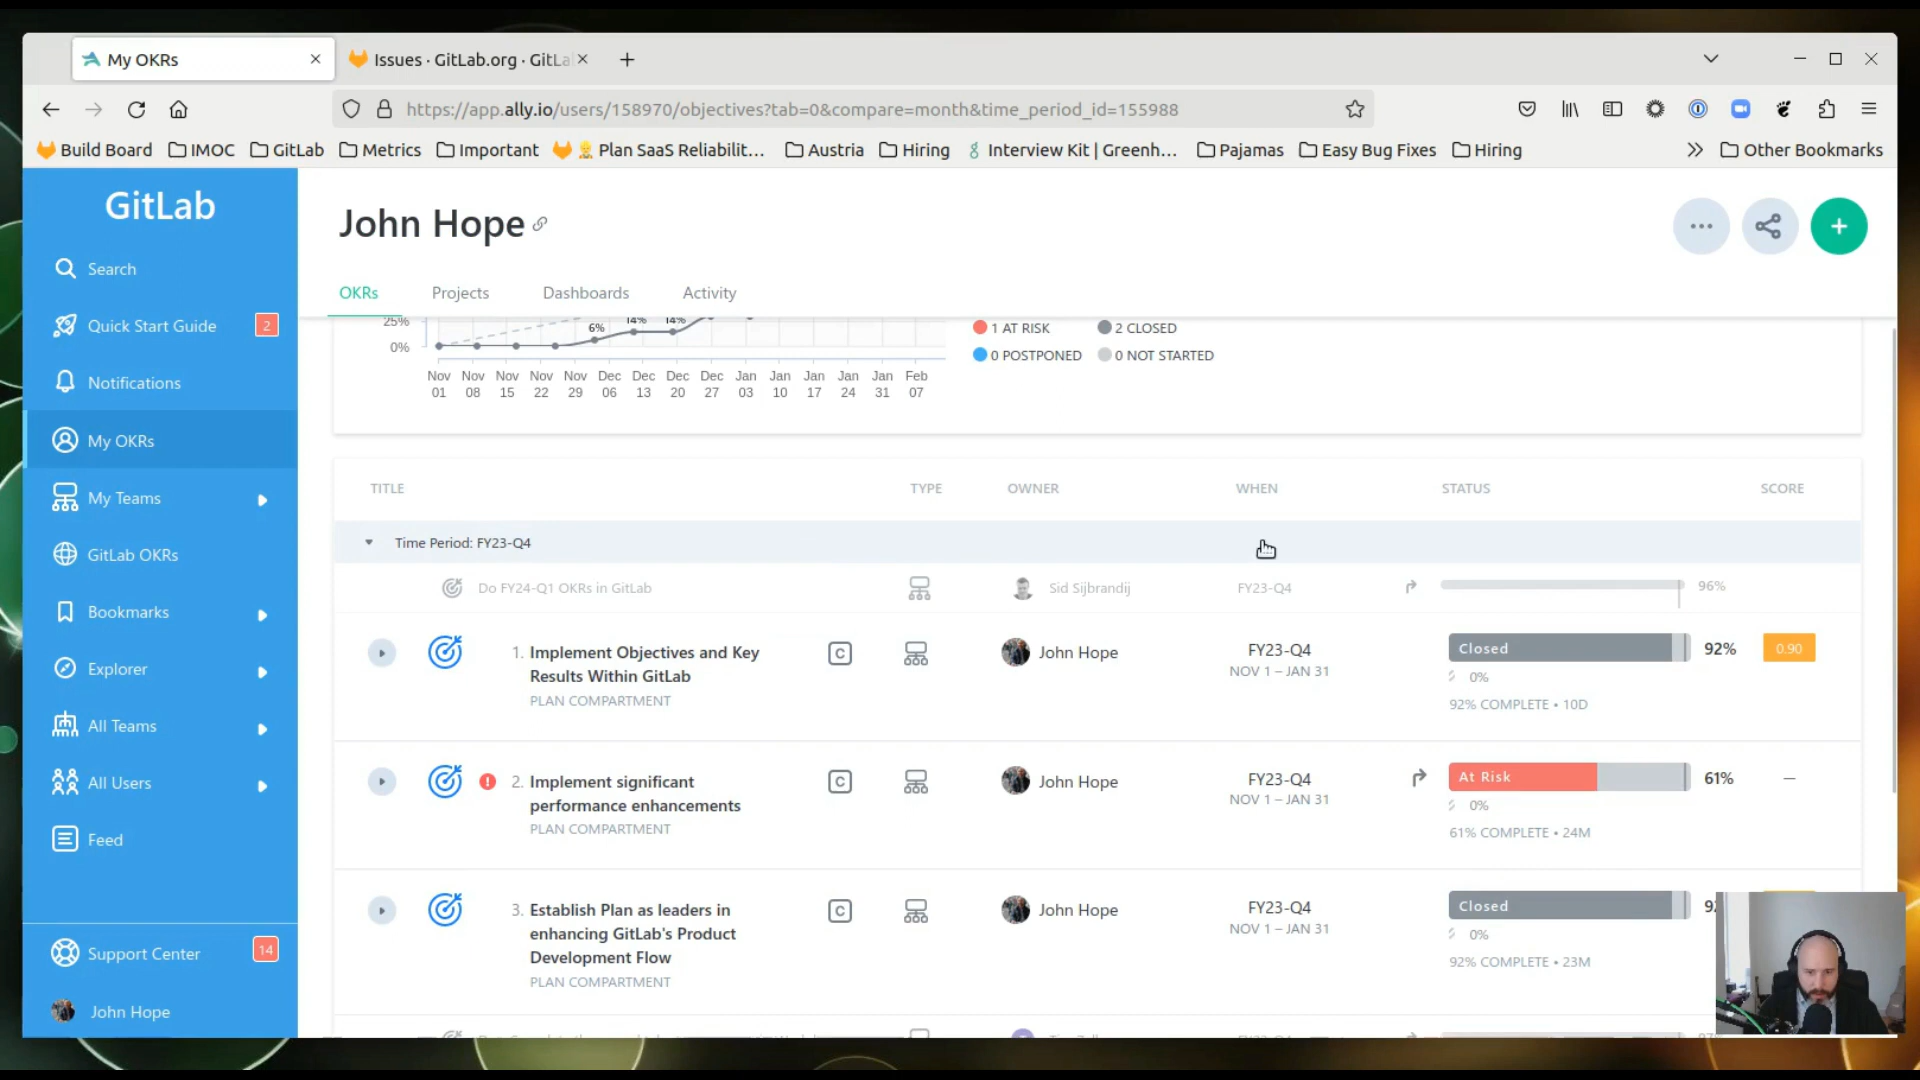 My OKRs
Issues · GitLab.org · GitLa
https://app.ally.io/users/158970/objectives?tab=0&compare=month&time_period_id=155988
Build Board IMOC GitLab Metrics Important Plan SaaS Reliabilit... Austria Hiring Interview Kit | Greenh... Pajamas Easy Bug Fixes Hiring Other Bookmarks
GitLab
Search
Quick Start Guide 2
Notifications
My OKRs
My Teams
GitLab OKRs
Bookmarks
Explorer
All Teams
All Users
Feed
Support Center 14
John Hope
John Hope
OKRs Projects Dashboards Activity
25%
0%
6% 14% 14%
Nov Nov Nov Nov Nov Dec Dec Dec Dec Jan Jan Jan Jan Jan Feb
01 08 15 22 29 06 13 20 27 03 10 17 24 31 07
1 AT RISK 2 CLOSED
0 POSTPONED 0 NOT STARTED
TITLE TYPE OWNER WHEN STATUS SCORE
Time Period: FY23-Q4
Do FY24-Q1 OKRs in GitLab Sid Sijbrandij FY23-Q4 96%
1. Implement Objectives and Key Results Within GitLab
PLAN COMPARTMENT
C
John Hope
FY23-Q4
NOV 1 – JAN 31
Closed 92% 0.90
0%
92% COMPLETE • 10D
2. Implement significant performance enhancements
PLAN COMPARTMENT
C
John Hope
FY23-Q4
NOV 1 – JAN 31
At Risk 61% —
0%
61% COMPLETE • 24M
3. Establish Plan as leaders in enhancing GitLab's Product Development Flow
PLAN COMPARTMENT
C
John Hope
FY23-Q4
NOV 1 – JAN 31
Closed
0%
92% COMPLETE • 23M